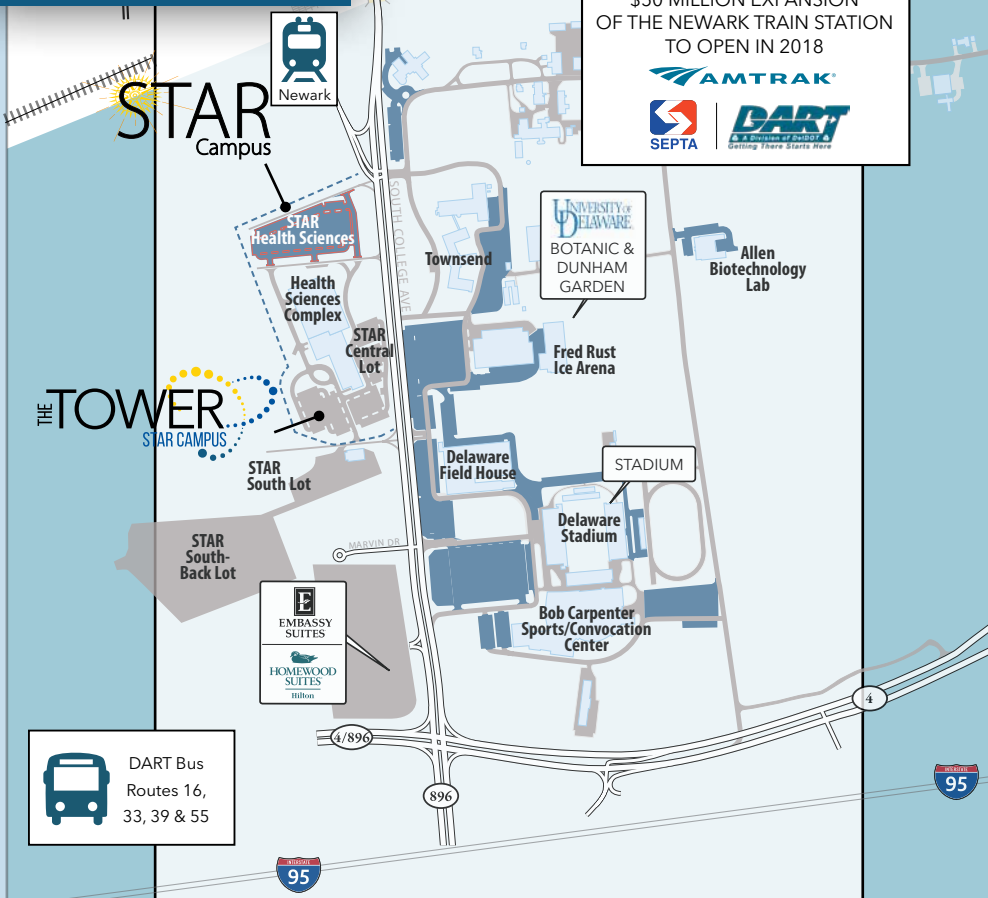 $50 MILLION EXPANSION
OF THE NEWARK TRAIN STATION
TO OPEN IN 2018
AMTRAK
SEPTA
DART
A Division of DelDOT
Getting There Starts Here
Newark
STAR
Campus
STAR
Health Sciences
SOUTH COLLEGE AVE
Townsend
UNIVERSITY OF
DELAWARE
BOTANIC &
DUNHAM
GARDEN
Allen
Biotechnology
Lab
Health
Sciences
Complex
STAR
Central
Lot
Fred Rust
Ice Arena
THE TOWER
STAR CAMPUS
STAR
South Lot
Delaware
Field House
STADIUM
Delaware
Stadium
STAR
South-
Back Lot
MARVIN DR
E
EMBASSY
SUITES
HOMEWOOD
SUITES
Hilton
Bob Carpenter
Sports/Convocation
Center
4
4/896
896
DART Bus
Routes 16,
33, 39 & 55
INTERSTATE
95
INTERSTATE
95